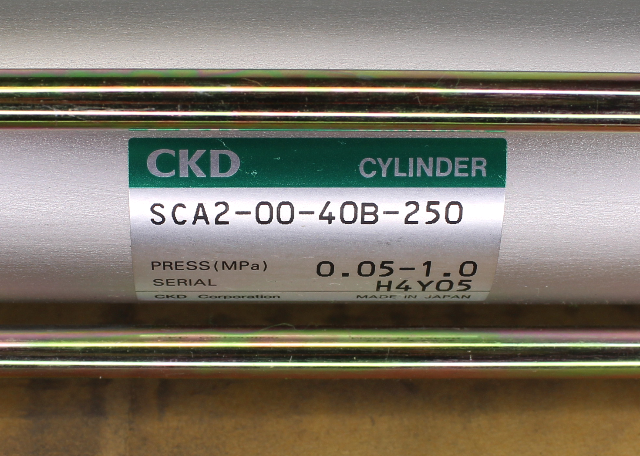 CKD CYLINDER
SCA2-00-40B-250
PRESS(MPa) 0.05-1.0
SERIAL H4Y05
CKD Corporation MADE IN JAPAN